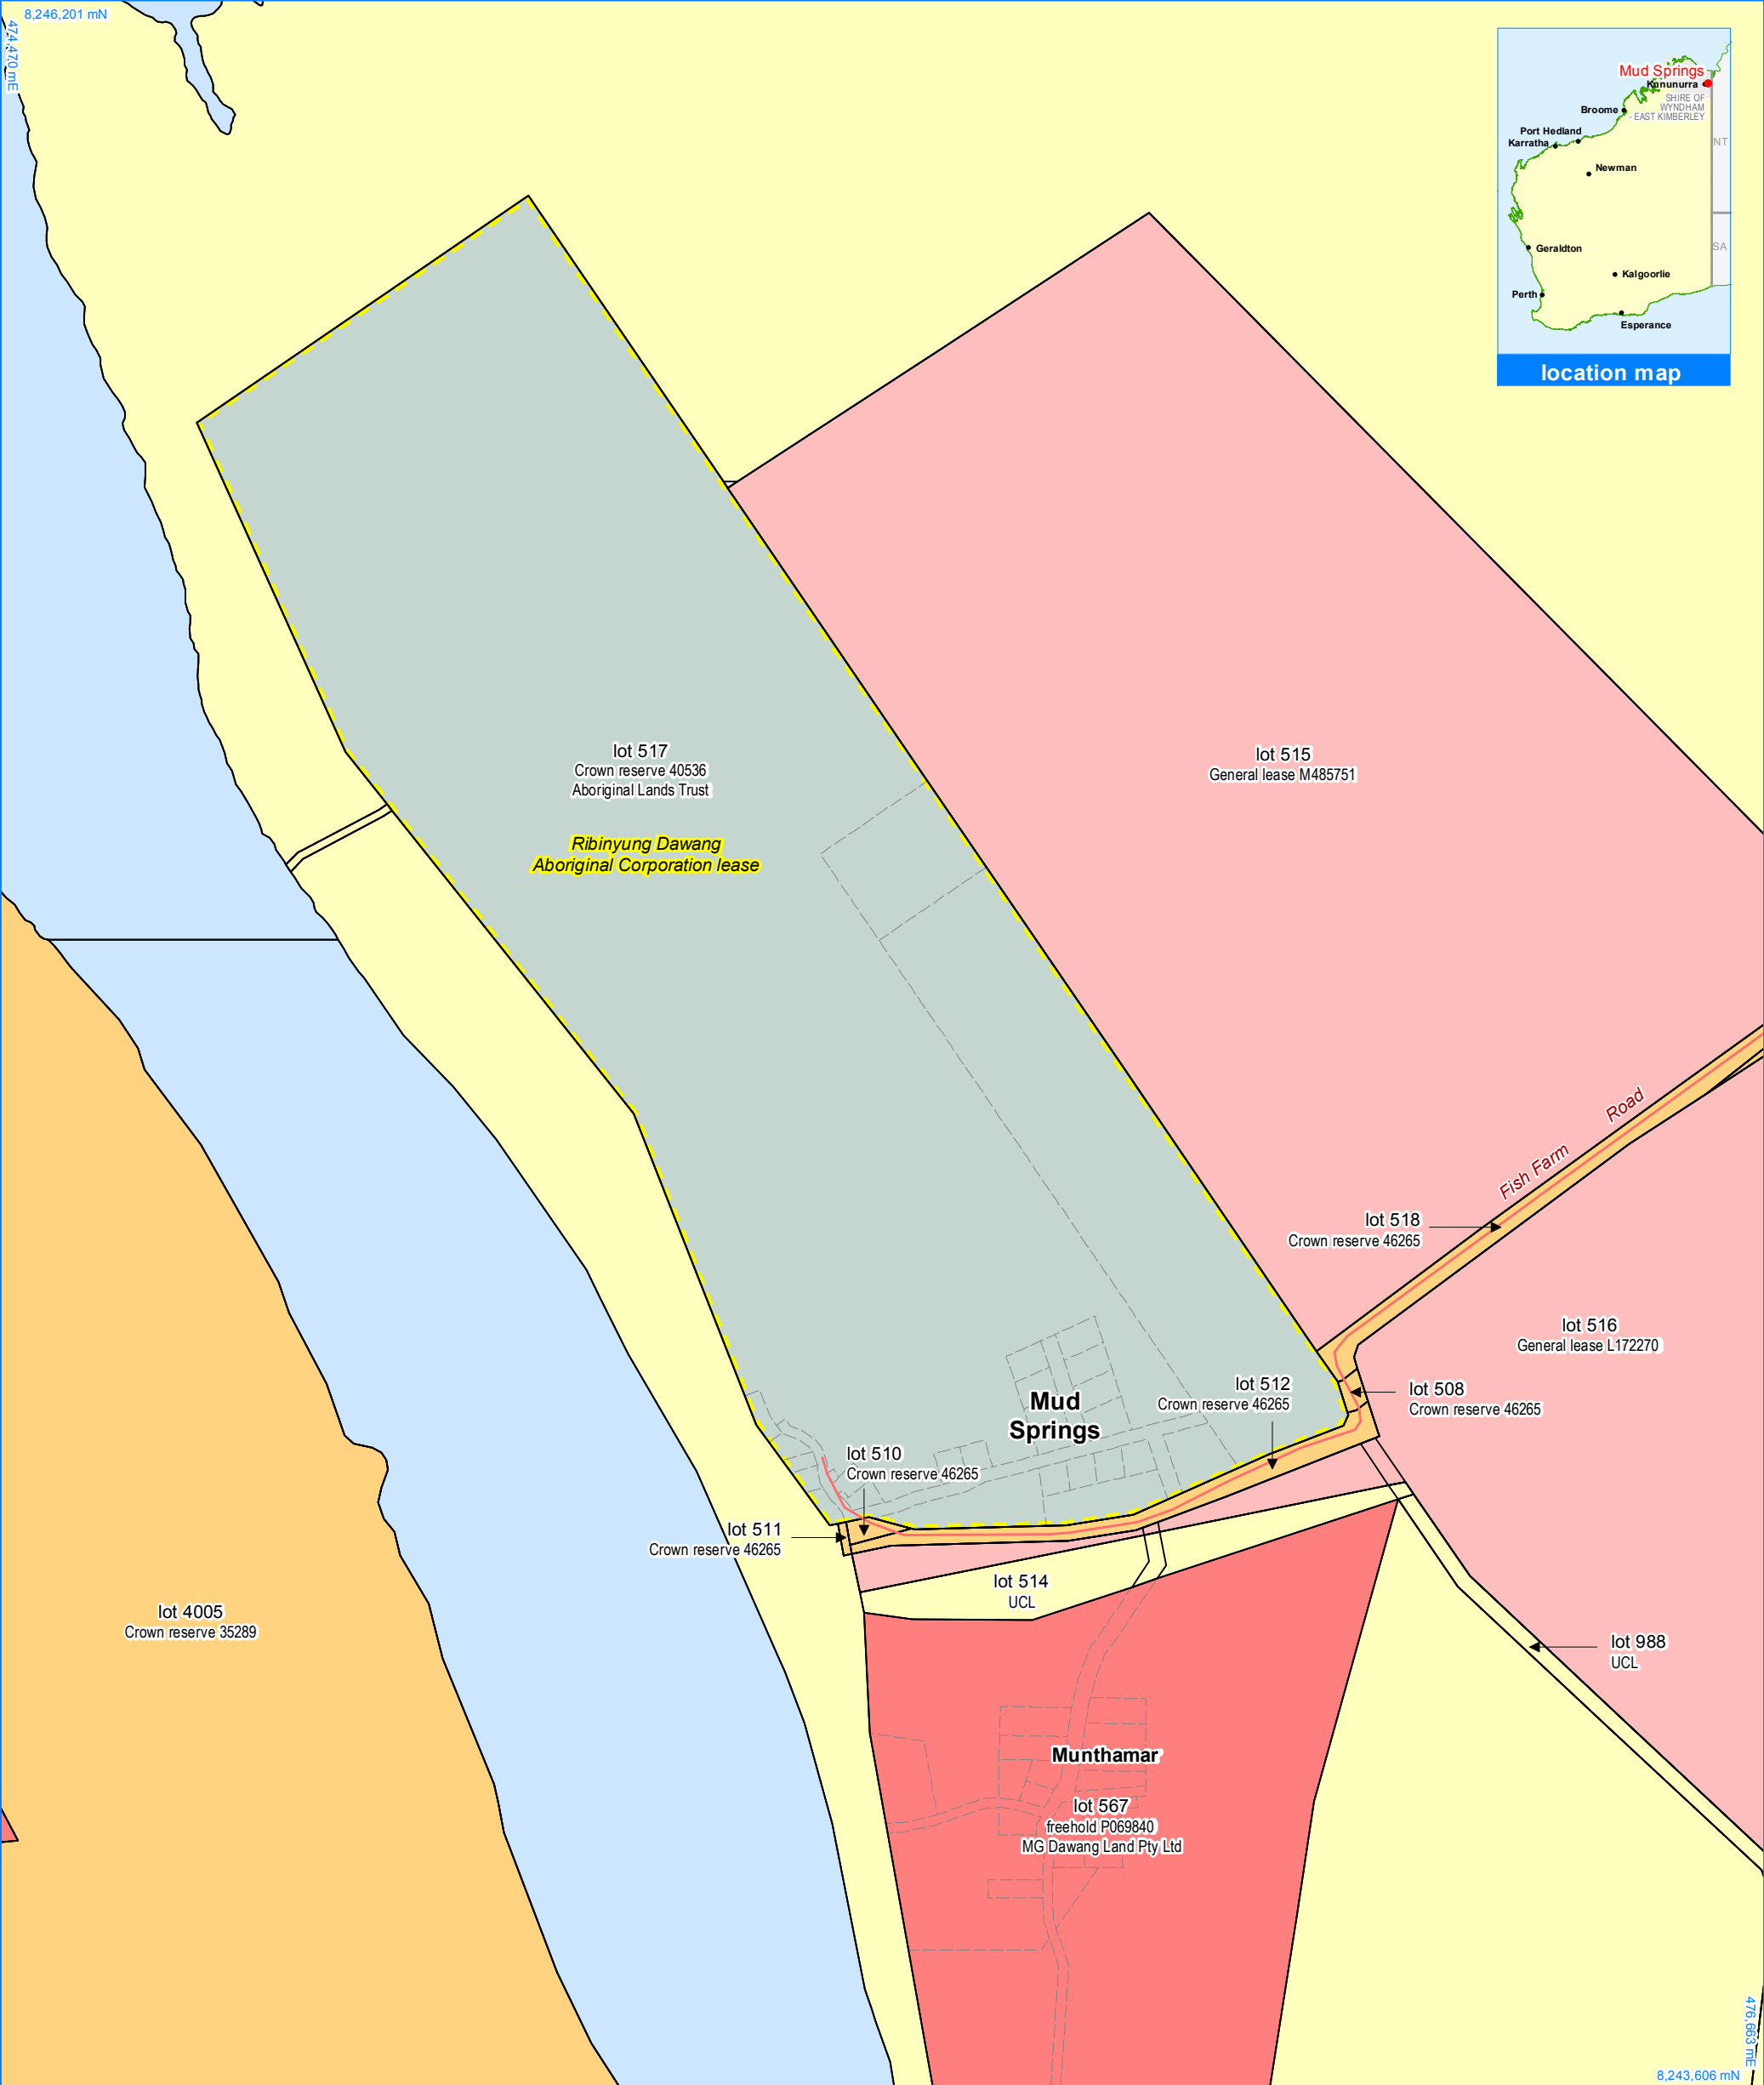 8,246,201 mN
474,470 mE
Mud Springs
Kununurra
SHIRE OF
WYNDHAM
- EAST KIMBERLEY
Broome
Port Hedland
Karratha
NT
Newman
Geraldton
SA
Kalgoorlie
Perth
Esperance
location map
lot 517
Crown reserve 40536
Aboriginal Lands Trust
Ribinyung Dawang
Aboriginal Corporation lease
lot 515
General lease M485751
Fish Farm Road
lot 518
Crown reserve 46265
lot 516
General lease L172270
lot 508
Crown reserve 46265
lot 512
Crown reserve 46265
Mud
Springs
lot 510
Crown reserve 46265
lot 511
Crown reserve 46265
lot 514
UCL
lot 4005
Crown reserve 35289
lot 988
UCL
Munthamar
lot 567
freehold P069840
MG Dawang Land Pty Ltd
476,663 mE
8,243,606 mN